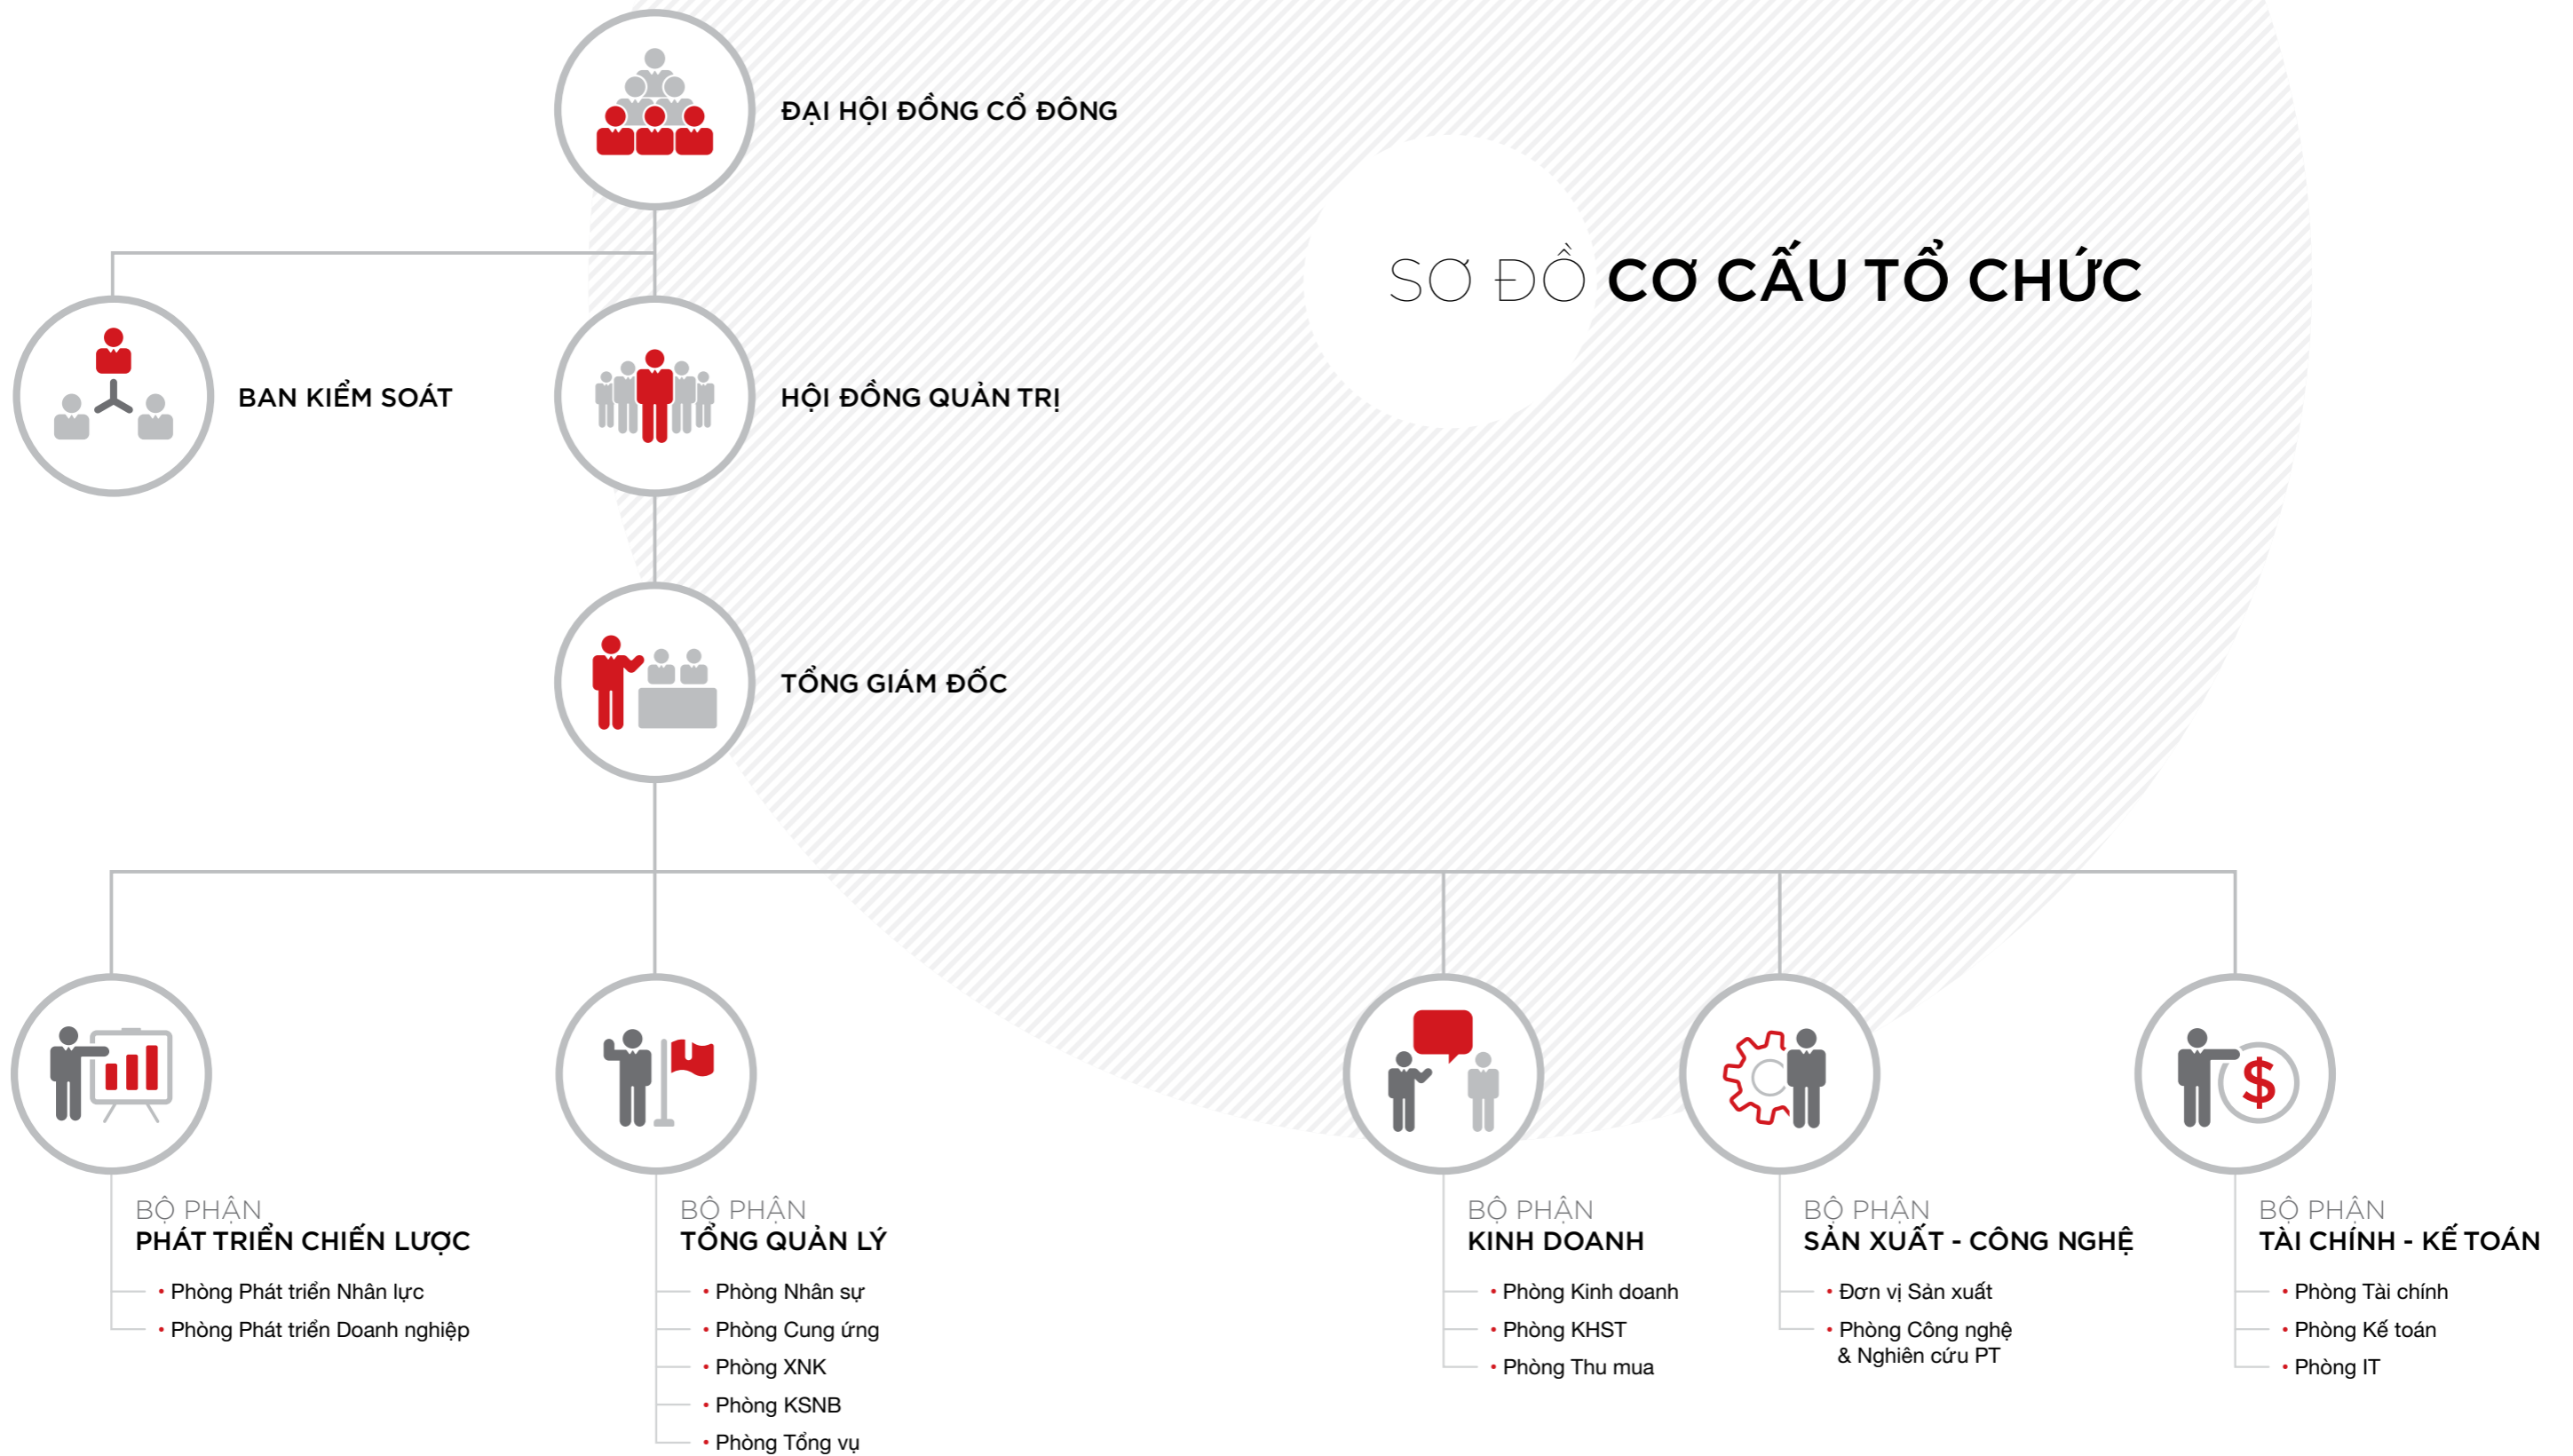 ĐẠI HỘI ĐỒNG CỔ ĐÔNG
SƠ ĐỒ CƠ CẤU TỔ CHỨC
BAN KIỂM SOÁT
HỘI ĐỒNG QUẢN TRỊ
TỔNG GIÁM ĐỐC
BỘ PHẬN
PHÁT TRIỂN CHIẾN LƯỢC
• Phòng Phát triển Nhân lực
• Phòng Phát triển Doanh nghiệp
BỘ PHẬN
TỔNG QUẢN LÝ
• Phòng Nhân sự
• Phòng Cung ứng
• Phòng XNK
• Phòng KSNB
• Phòng Tổng vụ
BỘ PHẬN
KINH DOANH
• Phòng Kinh doanh
• Phòng KHST
• Phòng Thu mua
BỘ PHẬN
SẢN XUẤT - CÔNG NGHỆ
• Đơn vị Sản xuất
• Phòng Công nghệ
& Nghiên cứu PT
$
BỘ PHẬN
TÀI CHÍNH - KẾ TOÁN
• Phòng Tài chính
• Phòng Kế toán
• Phòng IT